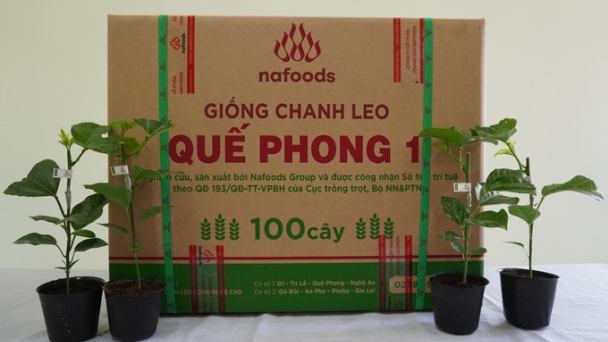 nafoods
GIỐNG CHANH LEO
QUẾ PHONG 1
cứu, sản xuất bởi Nafoods Group và được công nhận Sở hữu trí tuệ
theo QĐ 193/QĐ-TT-VPBH của Cục trồng trọt, Bộ NN&PTNT
100cây
Cơ sở 1: D1 - Tri Lễ - Quế Phong - Nghệ An
Cơ sở 2: Gò Đồi - An Phú - Pleiku - Gia Lai